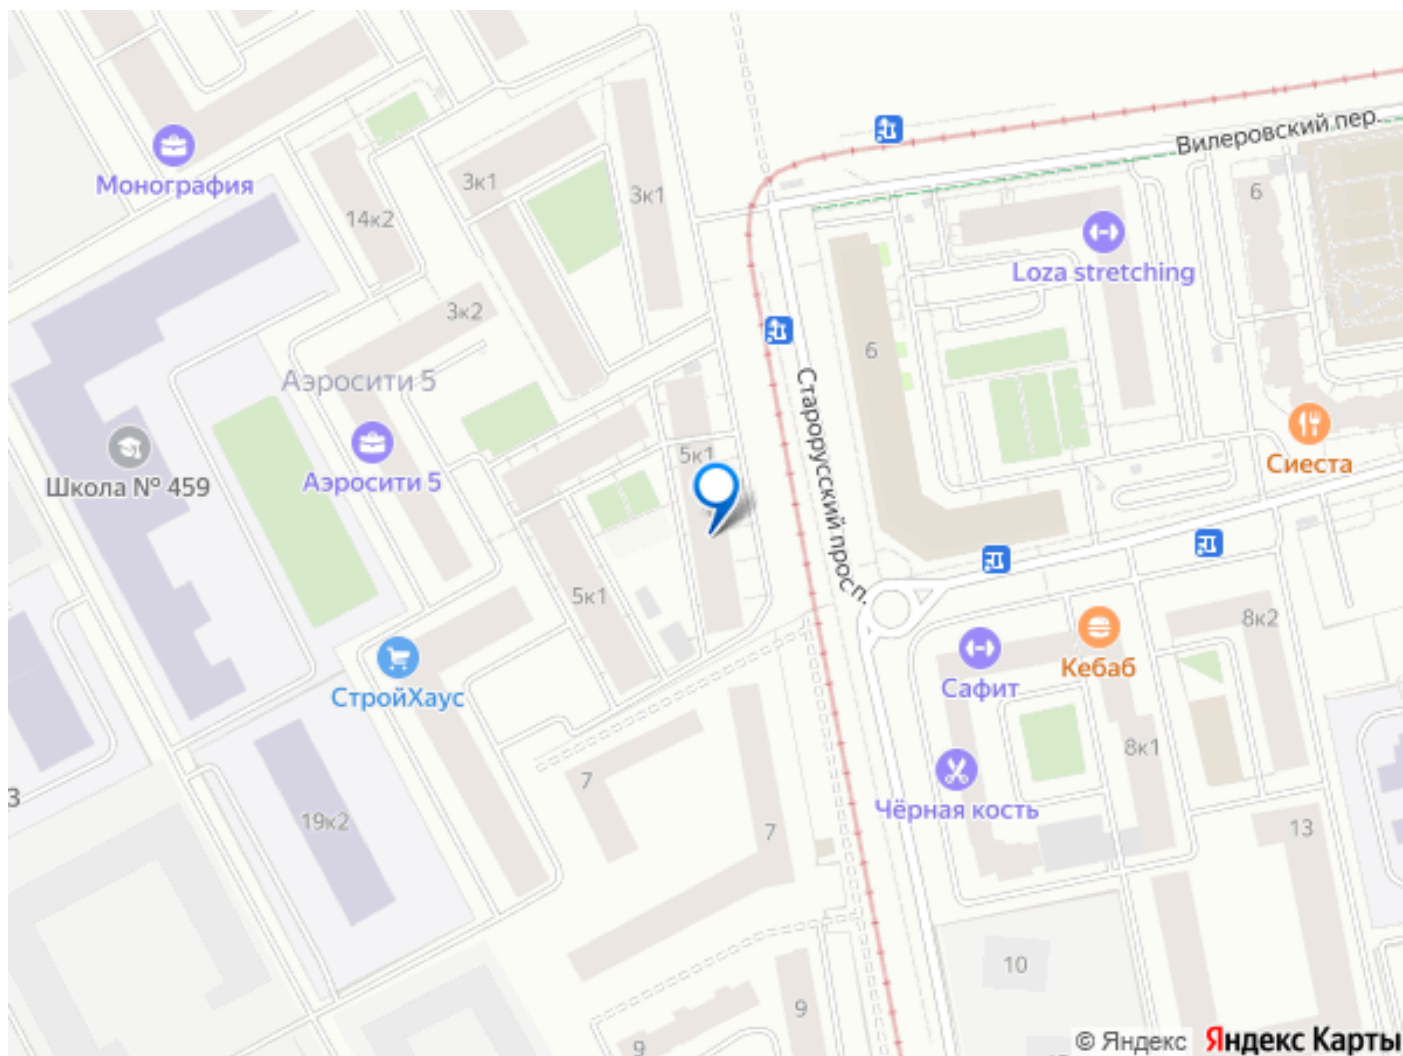 Вилеровский пер.
Монография
3к1
3к1
14к2
6
Loza stretching
3к2
6
Аэросити 5
Старорусский просп.
Школа № 459
Аэросити 5
5к1
Сиеста
5к1
СтройХаус
Сафит
Кебаб
8к2
8к1
7
7
3
19к2
Чёрная кость
13
10
9
9
© Яндекс Яндекс Карты